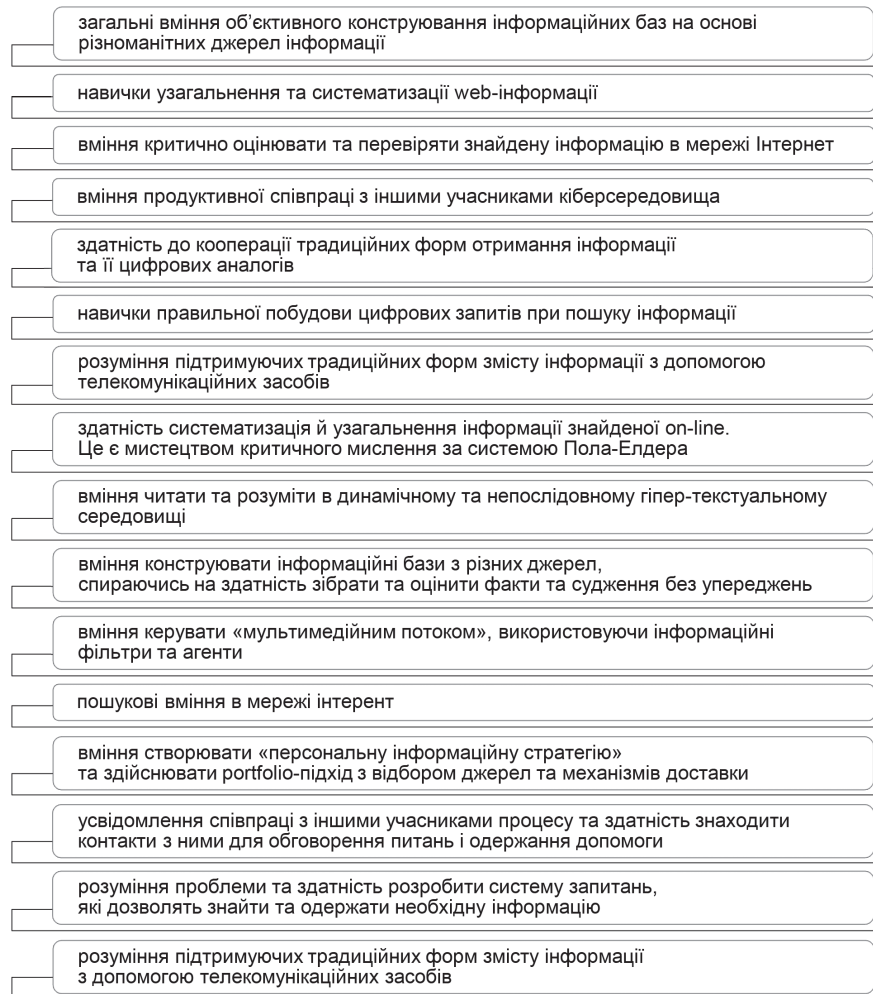 загальні вміння об’єктивного конструювання інформаційних баз на основі
різноманітних джерел інформації
навички узагальнення та систематизації web-інформації
вміння критично оцінювати та перевіряти знайдену інформацію в мережі Інтернет
вміння продуктивної співпраці з іншими учасниками кіберсередовища
здатність до кооперації традиційних форм отримання інформації
та її цифрових аналогів
навички правильної побудови цифрових запитів при пошуку інформації
розуміння підтримуючих традиційних форм змісту інформації з допомогою
телекомунікаційних засобів
здатність систематизація й узагальнення інформації знайденої on-line.
Це є мистецтвом критичного мислення за системою Пола-Елдера
вміння читати та розуміти в динамічному та непослідовному гіпер-текстуальному
середовищі
вміння конструювати інформаційні бази з різних джерел,
спираючись на здатність зібрати та оцінити факти та судження без упереджень
вміння керувати «мультимедійним потоком», використовуючи інформаційні
фільтри та агенти
пошукові вміння в мережі інтерент
вміння створювати «персональну інформаційну стратегію»
та здійснювати portfolio-підхід з відбором джерел та механізмів доставки
усвідомлення співпраці з іншими учасниками процесу та здатність знаходити
контакти з ними для обговорення питань і одержання допомоги
розуміння проблеми та здатність розробити систему запитань,
які дозволять знайти та одержати необхідну інформацію
розуміння підтримуючих традиційних форм змісту інформації
з допомогою телекомунікаційних засобів